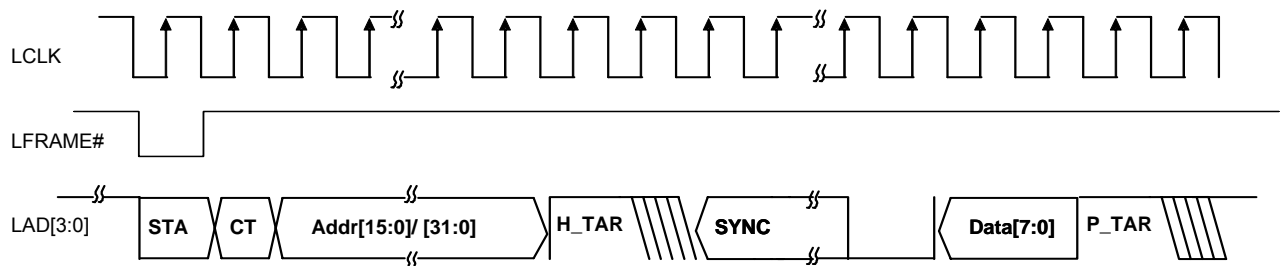 LCLK
LFRAME#
LAD[3:0] STA CT Addr[15:0]/ [31:0] H_TAR SYNC Data[7:0] P_TAR